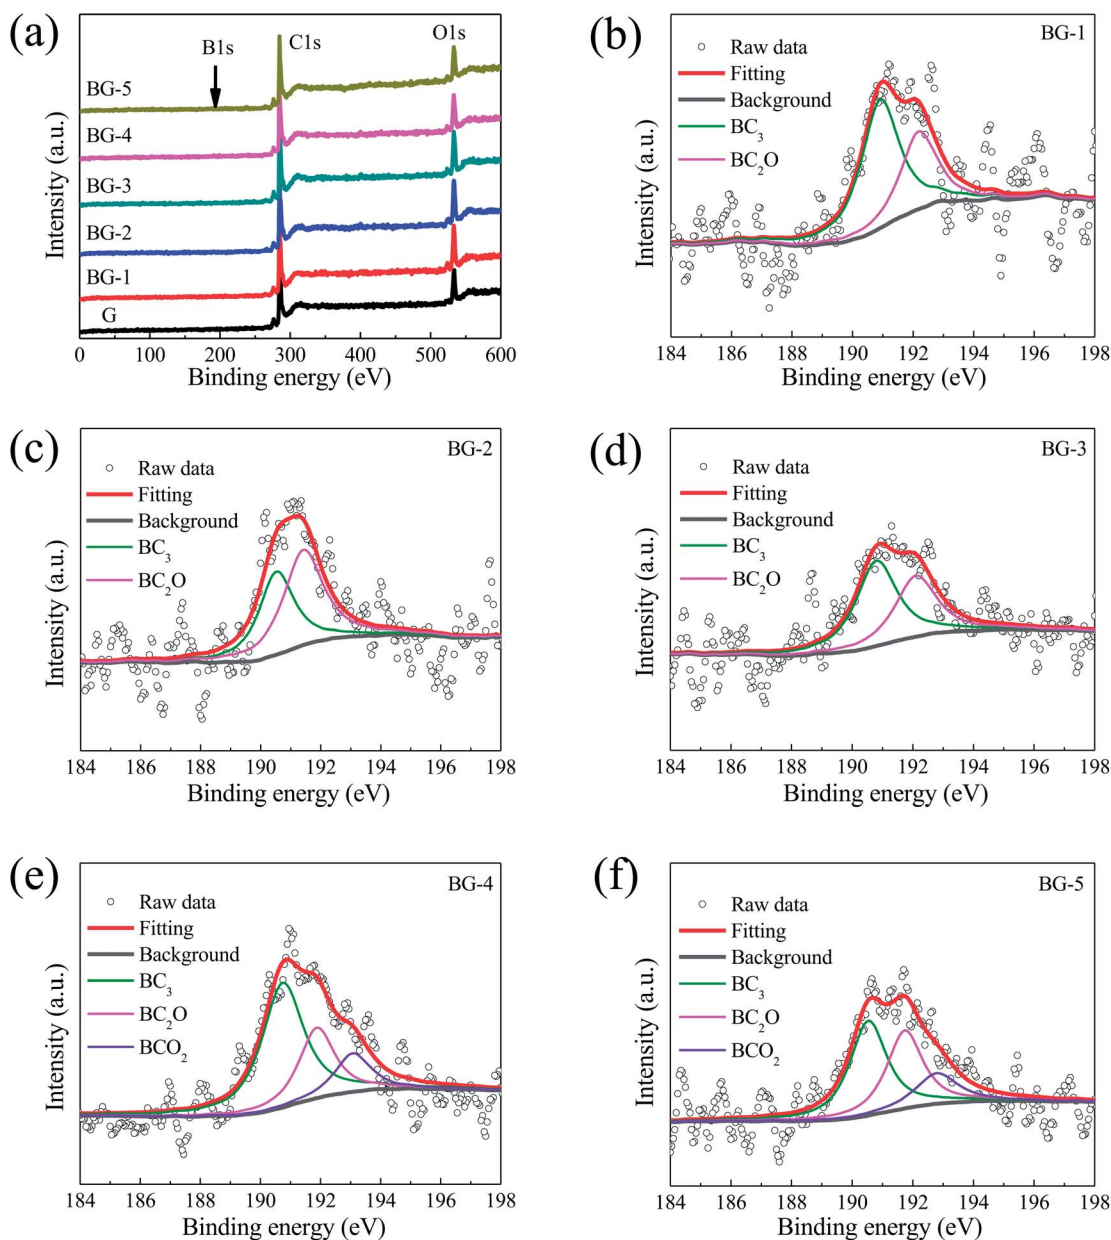 (a)
B1s
C1s
O1s
BG-5
BG-4
BG-3
BG-2
BG-1
G
Intensity (a.u.)
0 100 200 300 400 500 600
Binding energy (eV)
(b)
BG-1
Raw data
Fitting
Background
BC₃
BC₂O
Intensity (a.u.)
184 186 188 190 192 194 196 198
Binding energy (eV)
(c)
BG-2
Raw data
Fitting
Background
BC₃
BC₂O
Intensity (a.u.)
184 186 188 190 192 194 196 198
Binding energy (eV)
(d)
BG-3
Raw data
Fitting
Background
BC₃
BC₂O
Intensity (a.u.)
184 186 188 190 192 194 196 198
Binding energy (eV)
(e)
BG-4
Raw data
Fitting
Background
BC₃
BC₂O
BCO₂
Intensity (a.u.)
184 186 188 190 192 194 196 198
Binding energy (eV)
(f)
BG-5
Raw data
Fitting
Background
BC₃
BC₂O
BCO₂
Intensity (a.u.)
184 186 188 190 192 194 196 198
Binding energy (eV)